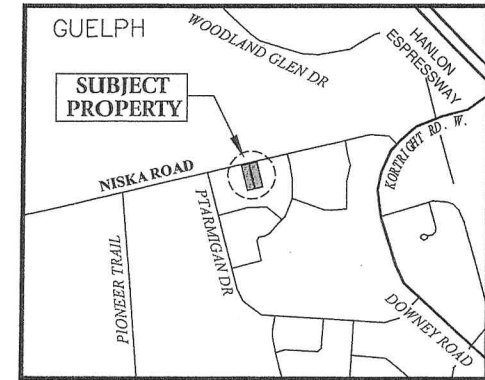 GUELPH
WOODLAND GLEN DR
HANLON
ESPRESSWAY
SUBJECT
PROPERTY
KORTRIGHT RD. W.
NISKA ROAD
PTARMIGAN DR
PIONEER TRAIL
DOWNEY ROAD